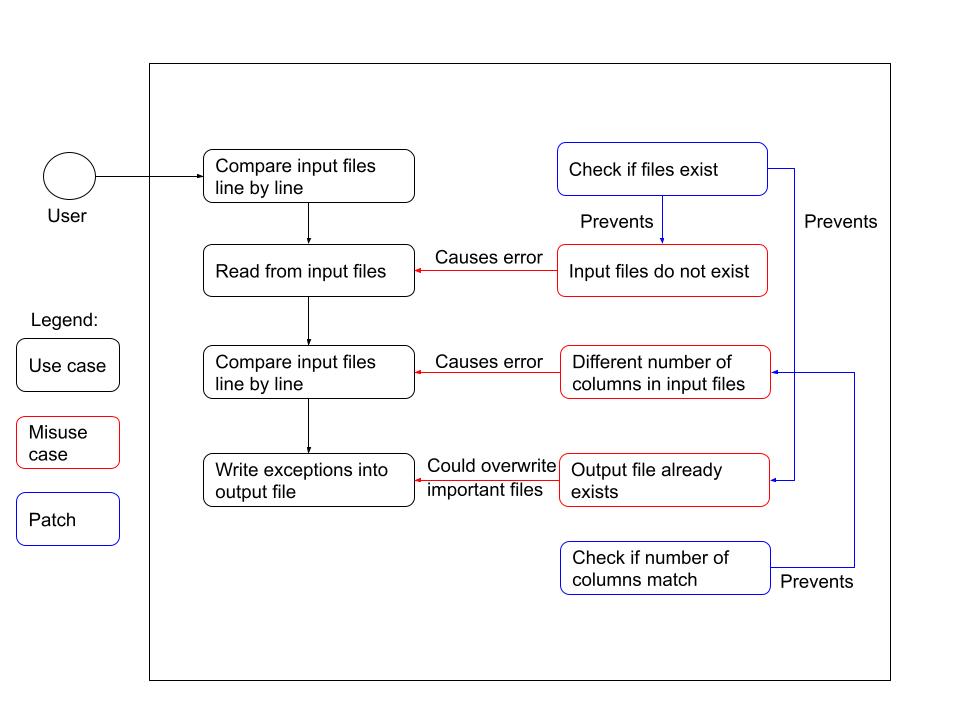 Compare input files
line by line
Check if files exist
User
Prevents
Prevents
Read from input files
Causes error
Input files do not exist
Legend:
Use case
Compare input files
line by line
Causes error
Different number of
columns in input files
Misuse
case
Write exceptions into
output file
Could overwrite
important files
Output file already
exists
Patch
Check if number of
columns match
Prevents